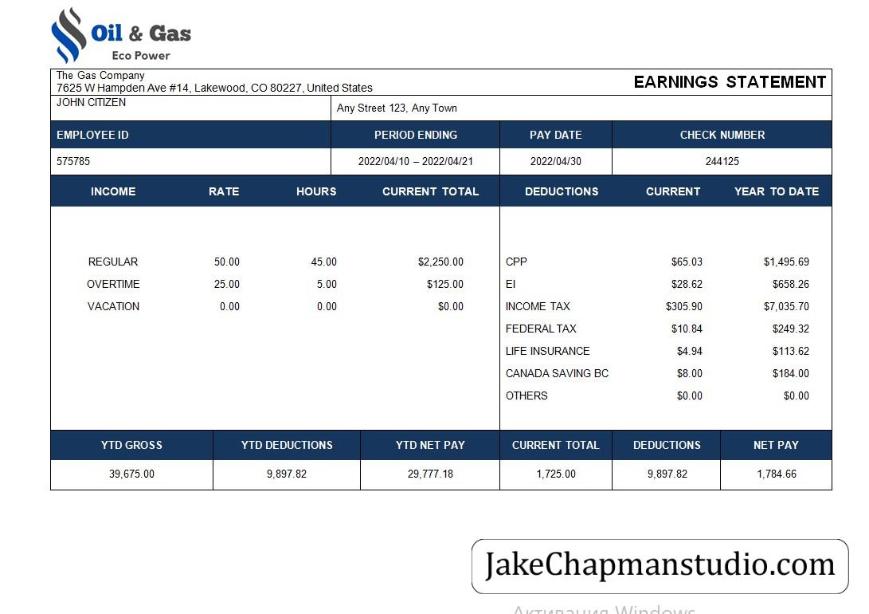 Oil & Gas
Eco Power
The Gas Company
7625 W Hampden Ave #14, Lakewood, CO 80227, United States
EARNINGS STATEMENT
JOHN CITIZEN
Any Street 123, Any Town
EMPLOYEE ID PERIOD ENDING PAY DATE CHECK NUMBER
575785 2022/04/10 – 2022/04/21 2022/04/30 244125
INCOME RATE HOURS CURRENT TOTAL DEDUCTIONS CURRENT YEAR TO DATE
REGULAR 50.00 45.00 $2,250.00 CPP $65.03 $1,495.69
OVERTIME 25.00 5.00 $125.00 EI $28.62 $658.26
VACATION 0.00 0.00 $0.00 INCOME TAX $305.90 $7,035.70
FEDERAL TAX $10.84 $249.32
LIFE INSURANCE $4.94 $113.62
CANADA SAVING BC $8.00 $184.00
OTHERS $0.00 $0.00
YTD GROSS YTD DEDUCTIONS YTD NET PAY CURRENT TOTAL DEDUCTIONS NET PAY
39,675.00 9,897.82 29,777.18 1,725.00 9,897.82 1,784.66
JakeChapmanstudio.com
Активация Windows